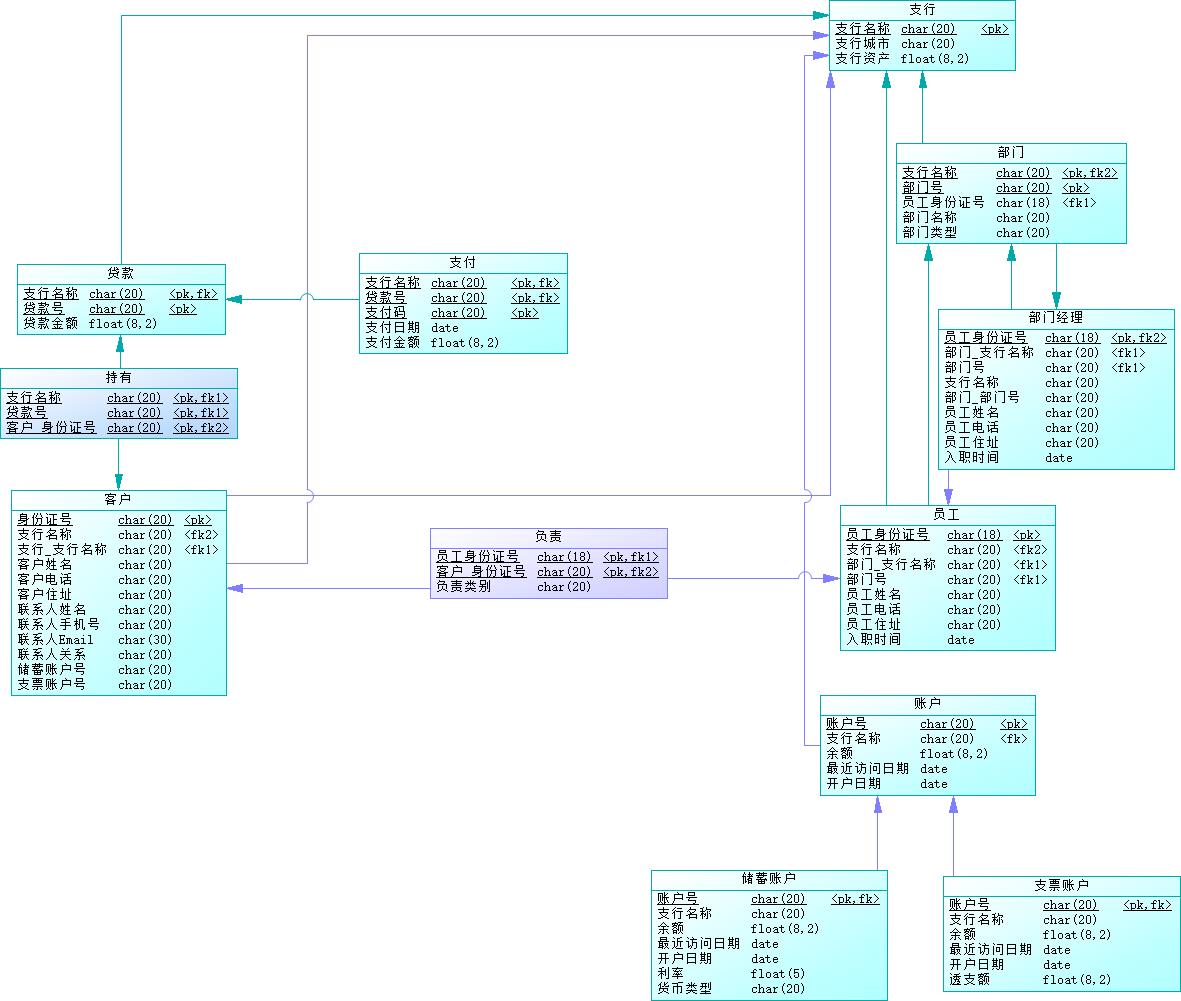 支行
支行名称 char(20) <pk>
支行城市 char(20)
支行资产 float(8,2)
部门
支行名称 char(20) <pk,fk2>
部门号 char(20) <pk>
员工身份证号 char(18) <fk1>
部门名称 char(20)
部门类型 char(20)
贷款
支行名称 char(20) <pk,fk>
贷款号 char(20) <pk>
贷款金额 float(8,2)
支付
支行名称 char(20) <pk,fk>
贷款号 char(20) <pk,fk>
支付码 char(20) <pk>
支付日期 date
支付金额 float(8,2)
部门经理
员工身份证号 char(18) <pk,fk2>
部门_支行名称 char(20) <fk1>
部门号 char(20) <fk1>
支行名称 char(20)
部门_部门号 char(20)
员工姓名 char(20)
员工电话 char(20)
员工住址 char(20)
入职时间 date
持有
支行名称 char(20) <pk,fk1>
贷款号 char(20) <pk,fk1>
客户_身份证号 char(20) <pk,fk2>
客户
身份证号 char(20) <pk>
支行名称 char(20) <fk2>
支行_支行名称 char(20) <fk1>
客户姓名 char(20)
客户电话 char(20)
客户住址 char(20)
联系人姓名 char(20)
联系人手机号 char(20)
联系人Email char(30)
联系人关系 char(20)
储蓄账户号 char(20)
支票账户号 char(20)
负责
员工身份证号 char(18) <pk,fk1>
客户_身份证号 char(20) <pk,fk2>
负责类别 char(20)
员工
员工身份证号 char(18) <pk>
支行名称 char(20) <fk2>
部门_支行名称 char(20) <fk1>
部门号 char(20) <fk1>
员工姓名 char(20)
员工电话 char(20)
员工住址 char(20)
入职时间 date
账户
账户号 char(20) <pk>
支行名称 char(20) <fk>
余额 float(8,2)
最近访问日期 date
开户日期 date
储蓄账户
账户号 char(20) <pk,fk>
支行名称 char(20)
余额 float(8,2)
最近访问日期 date
开户日期 date
利率 float(5)
货币类型 char(20)
支票账户
账户号 char(20) <pk,fk>
支行名称 char(20)
余额 float(8,2)
最近访问日期 date
开户日期 date
透支额 float(8,2)